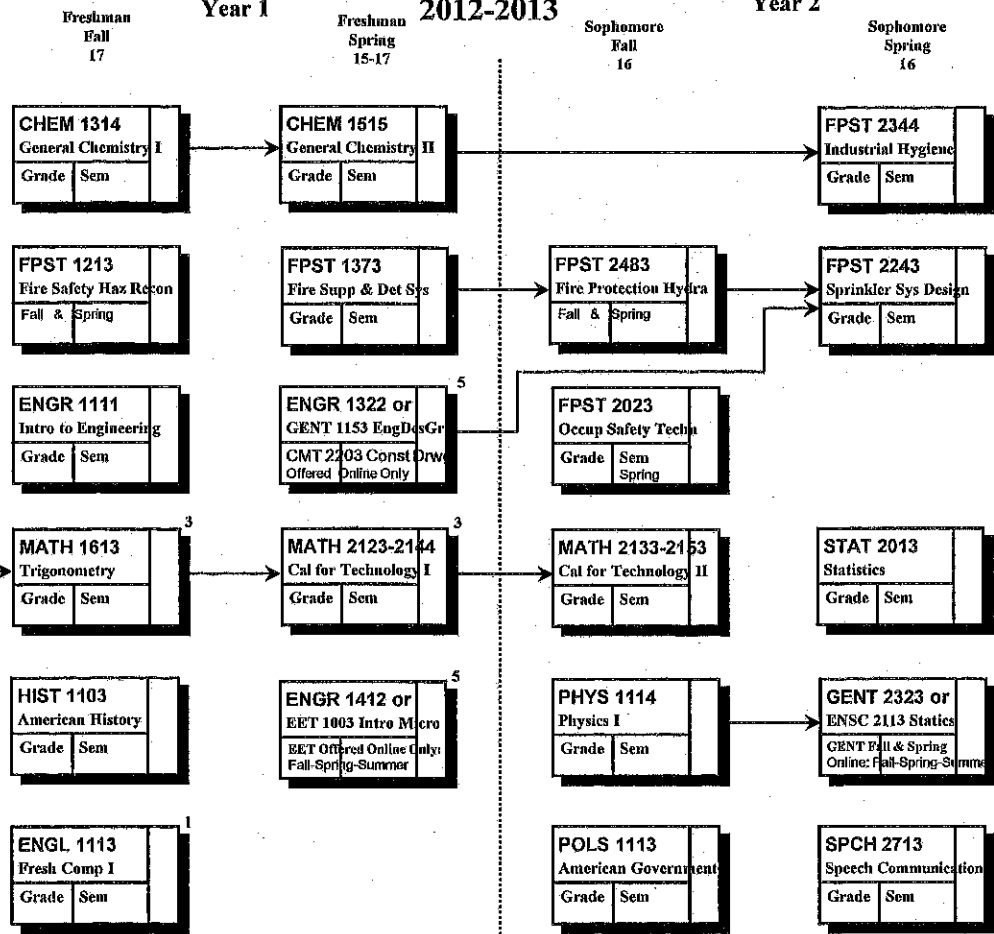 Year 1
2012-2013
Year 2
Freshman
Fall
17
Freshman
Spring
15-17
Sophomore
Fall
16
Sophomore
Spring
16
CHEM 1314
General Chemistry I
Grade Sem
CHEM 1515
General Chemistry II
Grade Sem
FPST 2344
Industrial Hygiene
Grade Sem
FPST 1213
Fire Safety Haz Recon
Fall & Spring
FPST 1373
Fire Supp & Det Sys
Grade Sem
FPST 2483
Fire Protection Hydra
Fall & Spring
FPST 2243
Sprinkler Sys Design
Grade Sem
ENGR 1111
Intro to Engineering
Grade Sem
5
ENGR 1322 or
GENT 1153 EngDesGr
CMT 2203 Const Drw
Offered Online Only
FPST 2023
Occup Safety Techn
Grade Sem
Spring
3
MATH 1613
Trigonometry
Grade Sem
3
MATH 2123-2144
Cal for Technology I
Grade Sem
MATH 2133-2153
Cal for Technology II
Grade Sem
STAT 2013
Statistics
Grade Sem
HIST 1103
American History
Grade Sem
5
ENGR 1412 or
EET 1003 Intro Micro
EET Offered Online Only:
Fall-Spring-Summer
PHYS 1114
Physics I
Grade Sem
GENT 2323 or
ENSC 2113 Statics
GENT Fall & Spring
Online: Fall-Spring-Summe
1
ENGL 1113
Fresh Comp I
Grade Sem
POLS 1113
American Government
Grade Sem
SPCH 2713
Speech Communication
Grade Sem